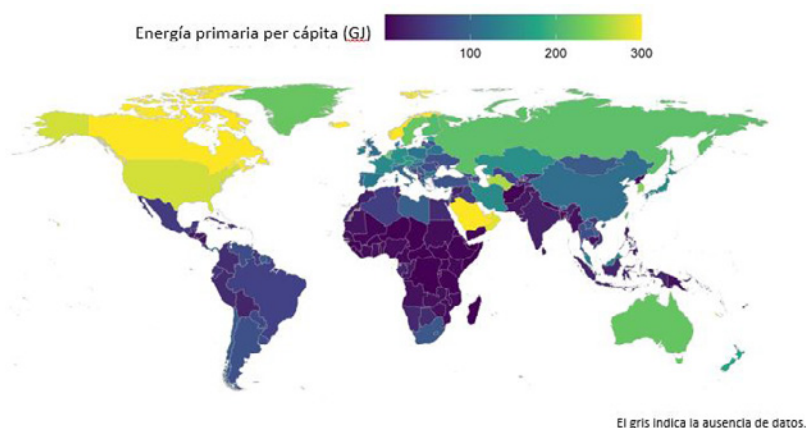 Energía primaria per cápita (GJ)
100 200 300
El gris indica la ausencia de datos.